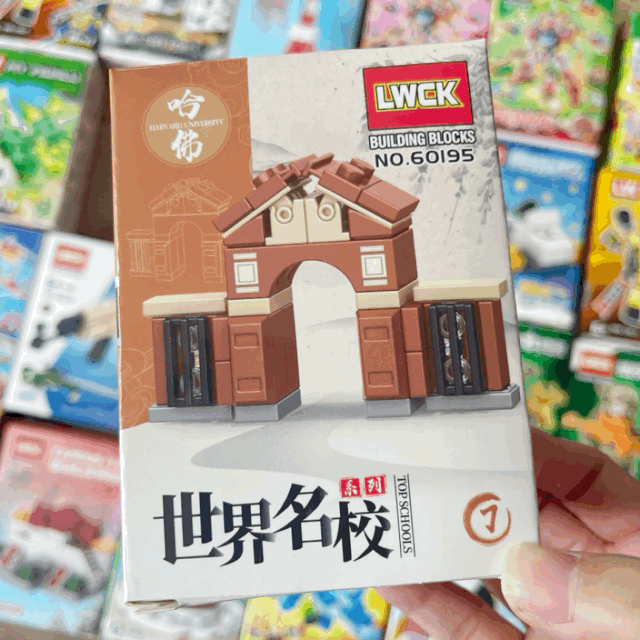 哈
HARVARD UNIVERSITY
佛
LWCK
BUILDING BLOCKS
NO.60195
世界名校
系列
TOP SCHOOLS
7